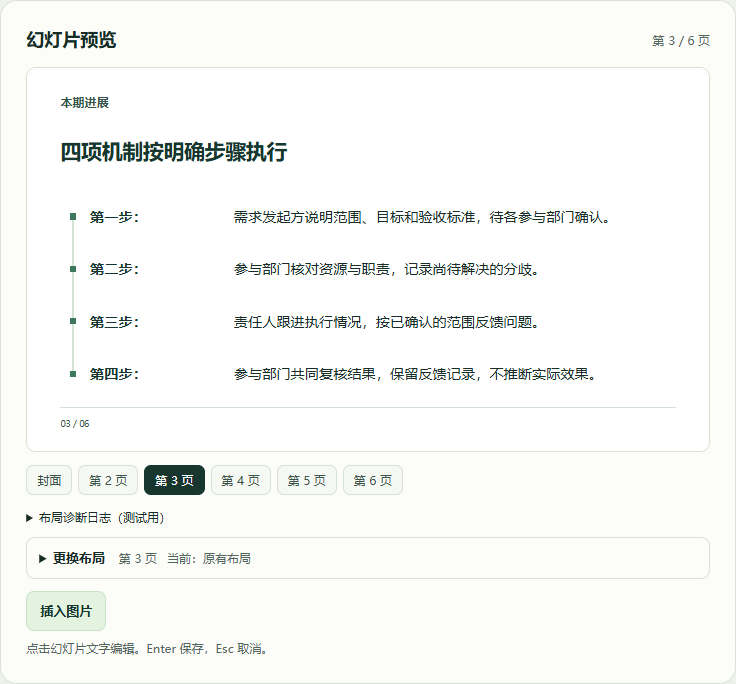 幻灯片预览
第 3 / 6 页
本期进展
四项机制按明确步骤执行
第一步： 需求发起方说明范围、目标和验收标准，待各参与部门确认。
第二步： 参与部门核对资源与职责，记录尚待解决的分歧。
第三步： 责任人跟进执行情况，按已确认的范围反馈问题。
第四步： 参与部门共同复核结果，保留反馈记录，不推断实际效果。
03 / 06
封面 第 2 页 第 3 页 第 4 页 第 5 页 第 6 页
布局诊断日志（测试用）
更换布局 第 3 页 当前：原有布局
插入图片
点击幻灯片文字编辑。Enter 保存，Esc 取消。